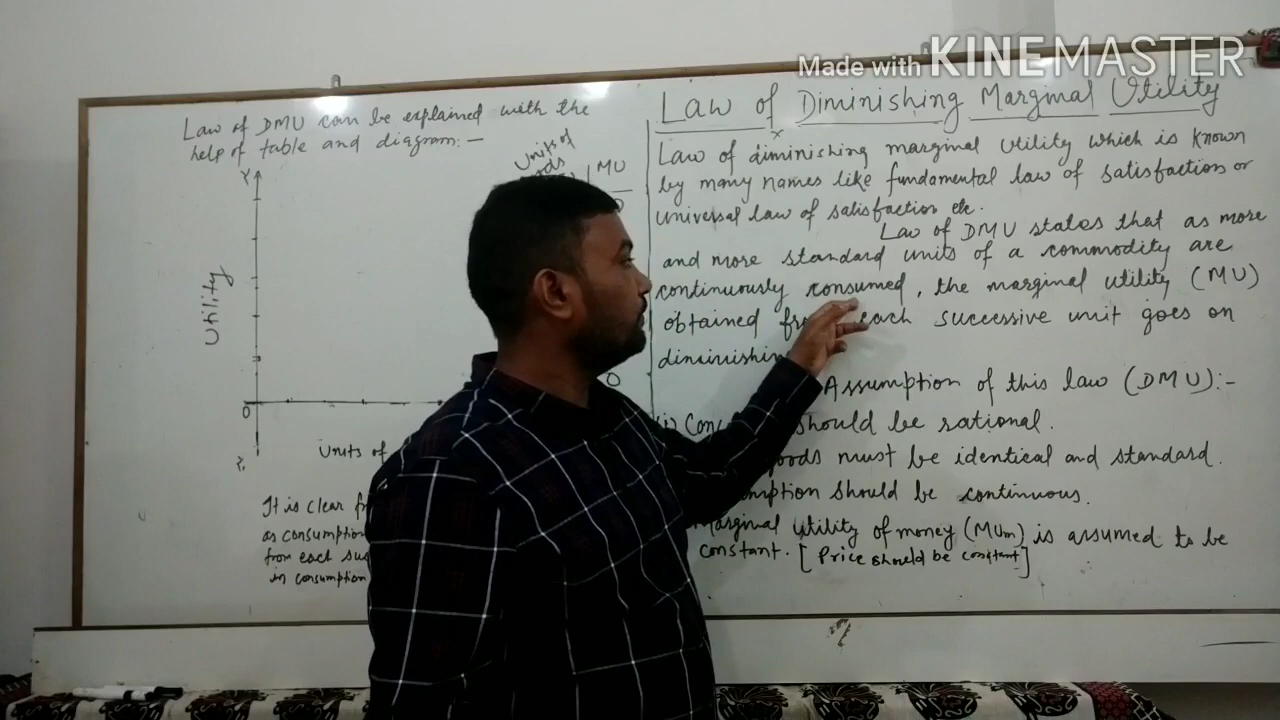 Made with KINEMASTER
Law of DMU can be explained with the
help of table and diagram:-
Units of
goods
MU
Y
Utility
0
0
Units of
It is clear
as consumption
from each
in consumption
Law of Diminishing Marginal Utility
Law of diminishing marginal utility which is known
by many names like fundamental law of satisfaction or
universal law of satisfaction etc.
Law of DMU states that as more
and more standard units of a commodity are
continuously consumed, the marginal utility (MU)
obtained each successive unit goes on
Assumption of this law (DMU):-
should be rational.
goods must be identical and standard.
should be continuous.
Marginal utility of money (MUm) is assumed to be
constant. [Price should be constant]